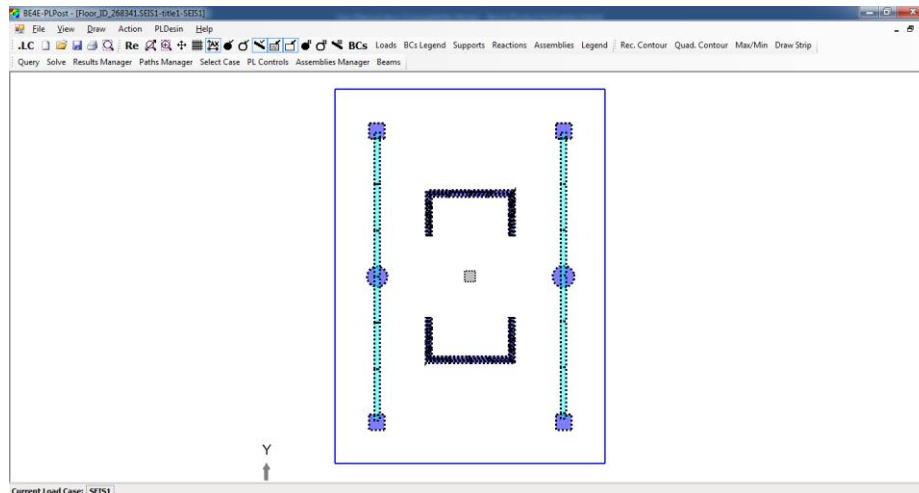 BE4E-PLPost - [Floor_ID_268341.SEIS1-title1-SEIS1]
File View Draw Action PLDesin Help
.LC Re BCs Loads BCs Legend Supports Reactions Assemblies Legend Rec. Contour Quad. Contour Max/Min Draw Strip
Query Solve Results Manager Paths Manager Select Case PL Controls Assemblies Manager Beams
Y
Current Load Case: SEIS1